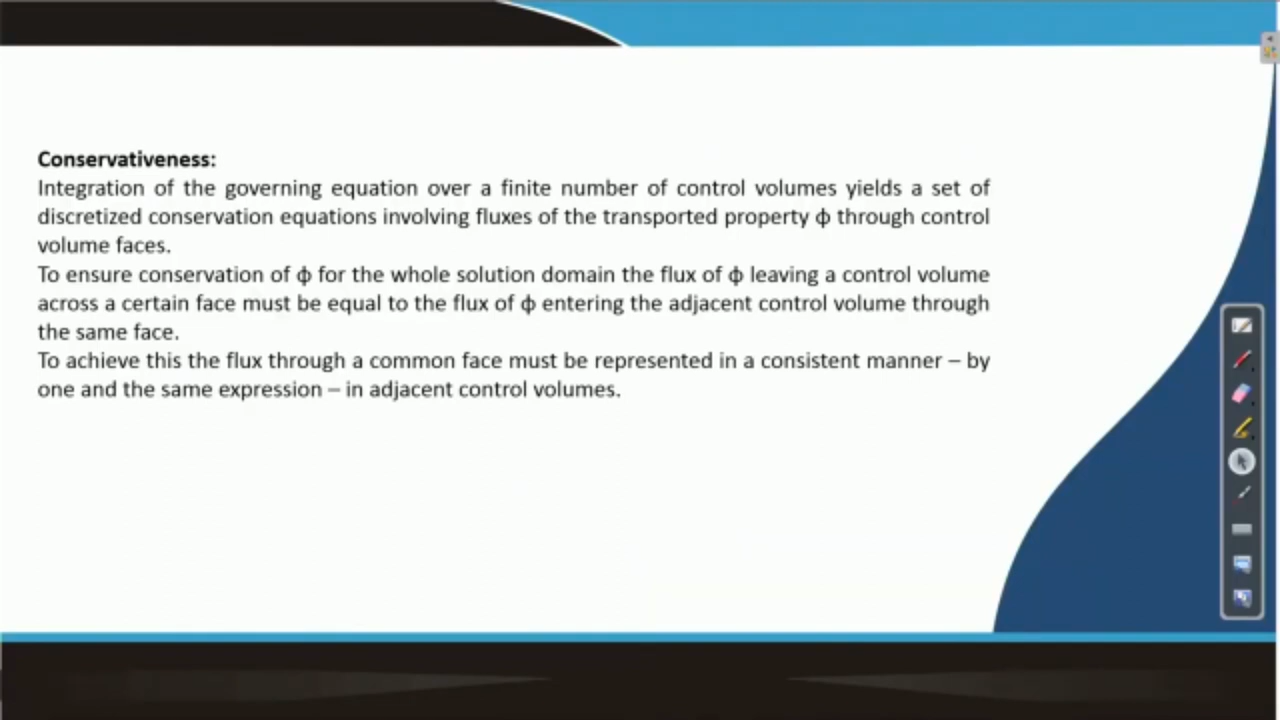 Conservativeness:
Integration of the governing equation over a finite number of control volumes yields a set of
discretized conservation equations involving fluxes of the transported property ϕ through control
volume faces.
To ensure conservation of ϕ for the whole solution domain the flux of ϕ leaving a control volume
across a certain face must be equal to the flux of ϕ entering the adjacent control volume through
the same face.
To achieve this the flux through a common face must be represented in a consistent manner – by
one and the same expression – in adjacent control volumes.